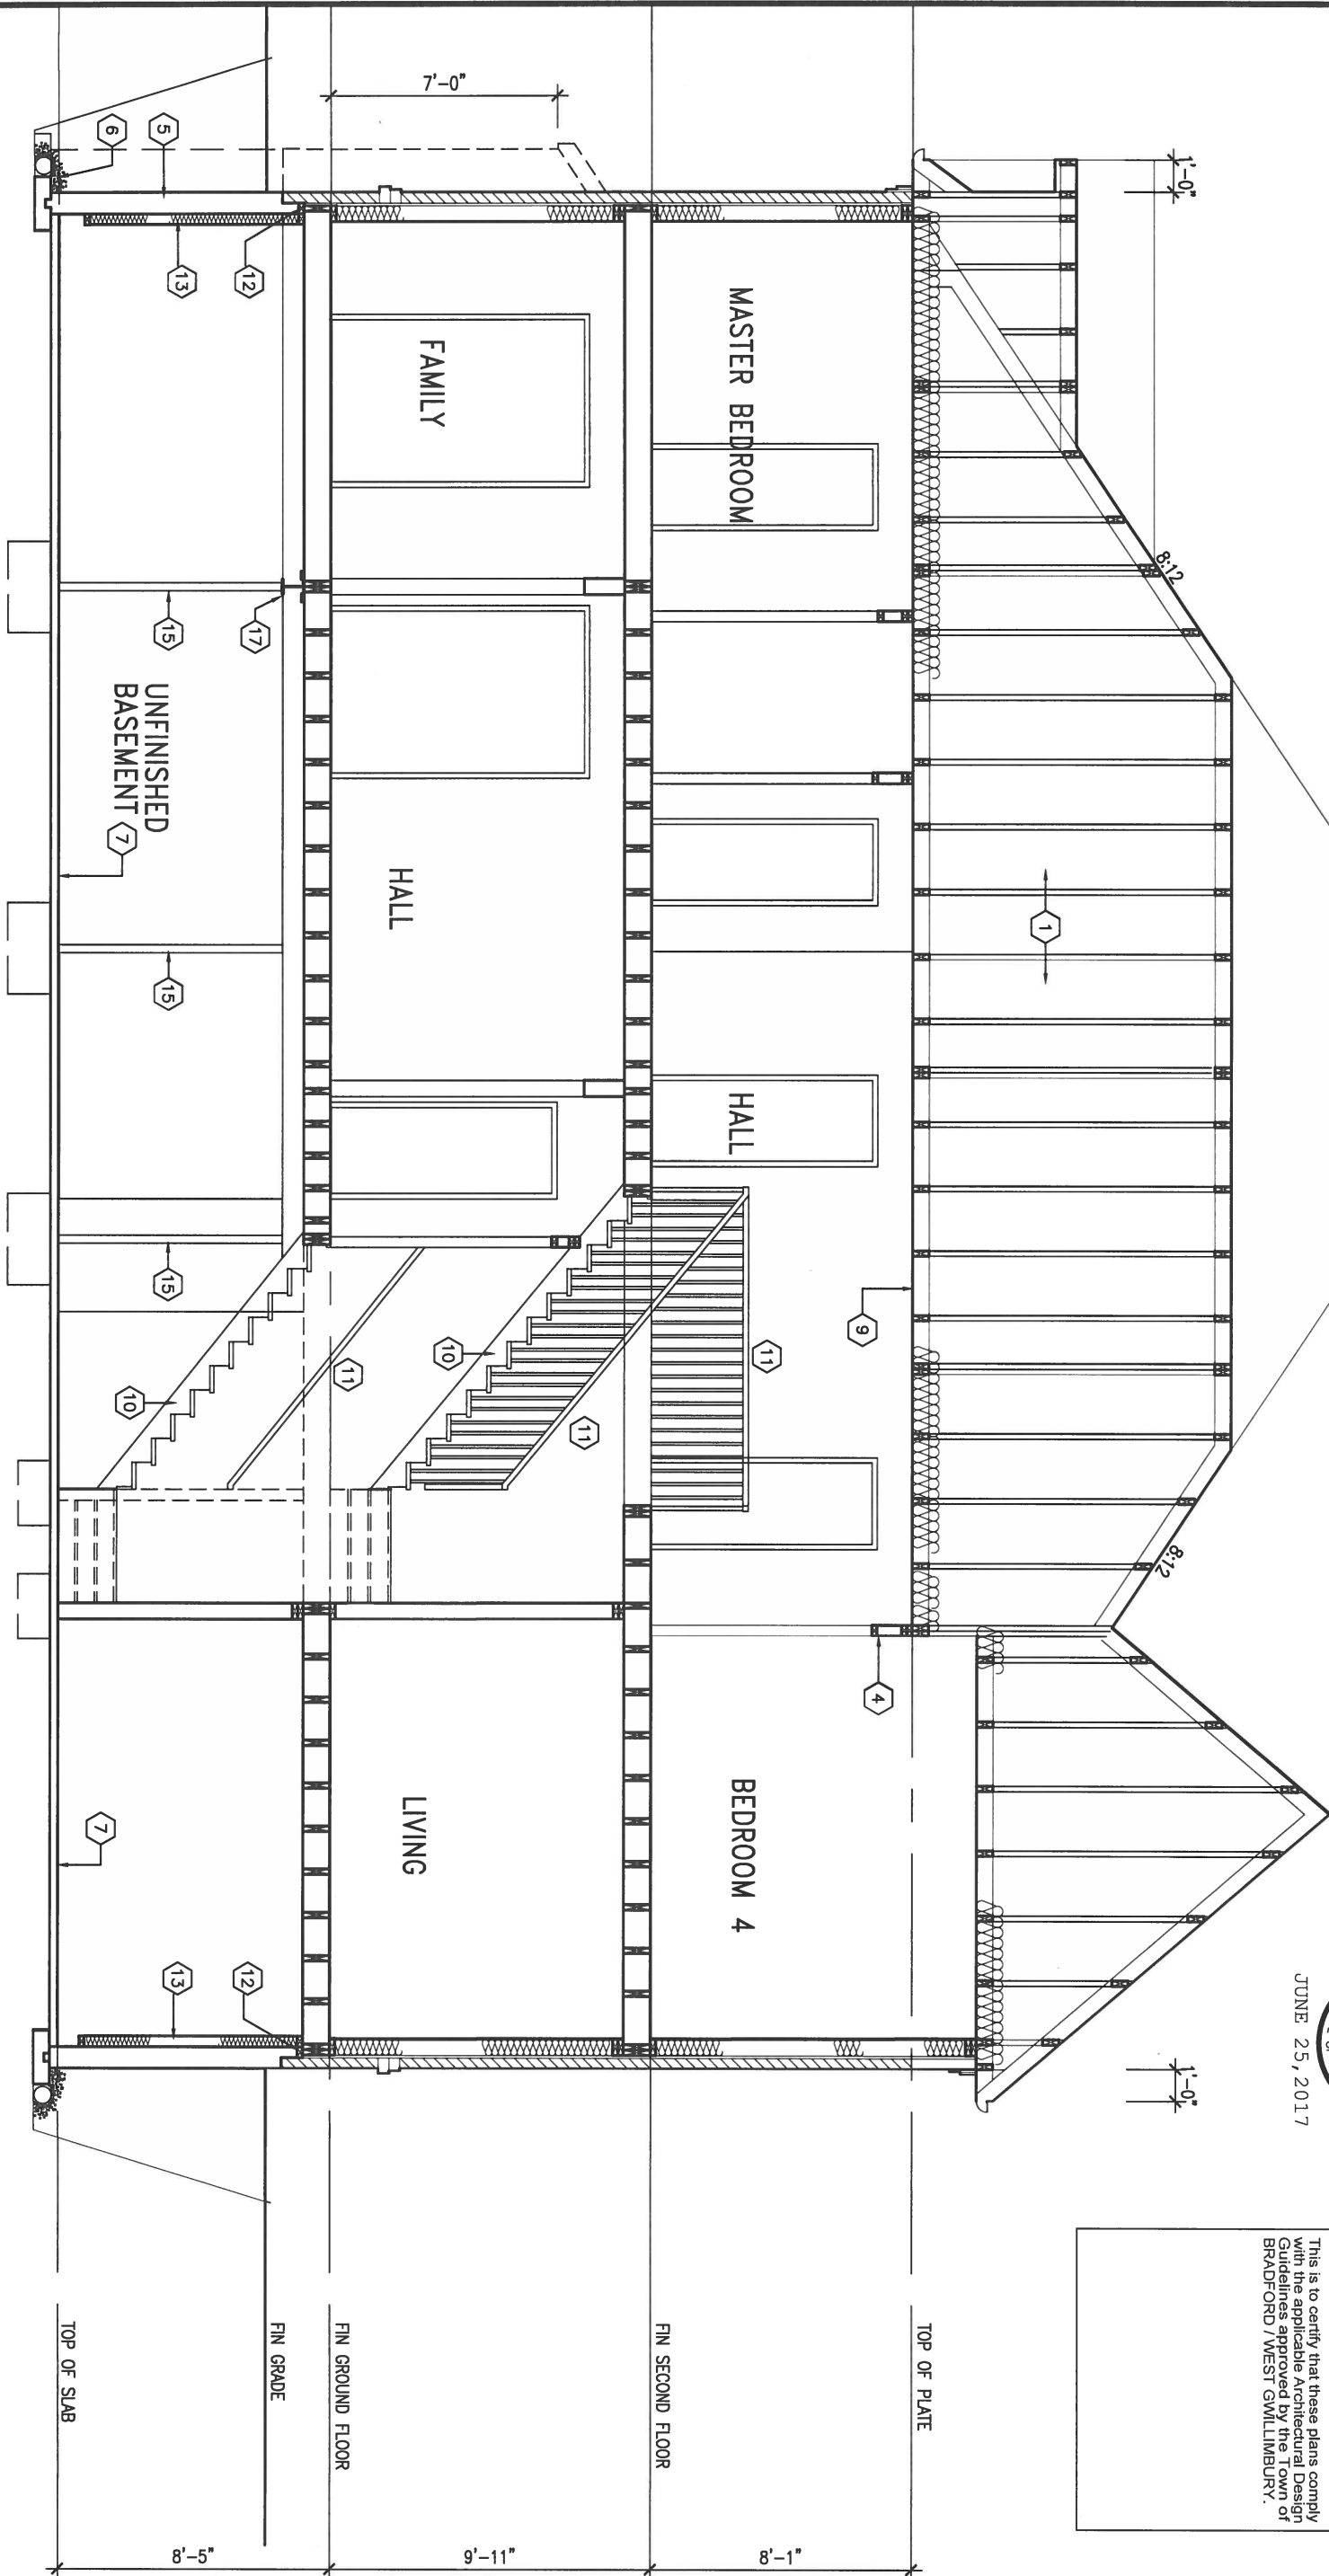 This is to certify that these plans comply
with the applicable Architectural Design
Guidelines approved by the Town of
BRADFORD / WEST GWILLIMBURY.
JUNE 25, 2017
1'-0"
1'-0"
8:12
8:12
1
9
4
TOP OF PLATE
8'-1"
MASTER BEDROOM
HALL
BEDROOM 4
11
FIN SECOND FLOOR
9'-11"
7'-0"
FAMILY
HALL
LIVING
10
11
11
FIN GROUND FLOOR
8'-5"
FIN GRADE
12
17
12
5
13
15
15
15
10
13
6
UNFINISHED
BASEMENT
7
7
TOP OF SLAB